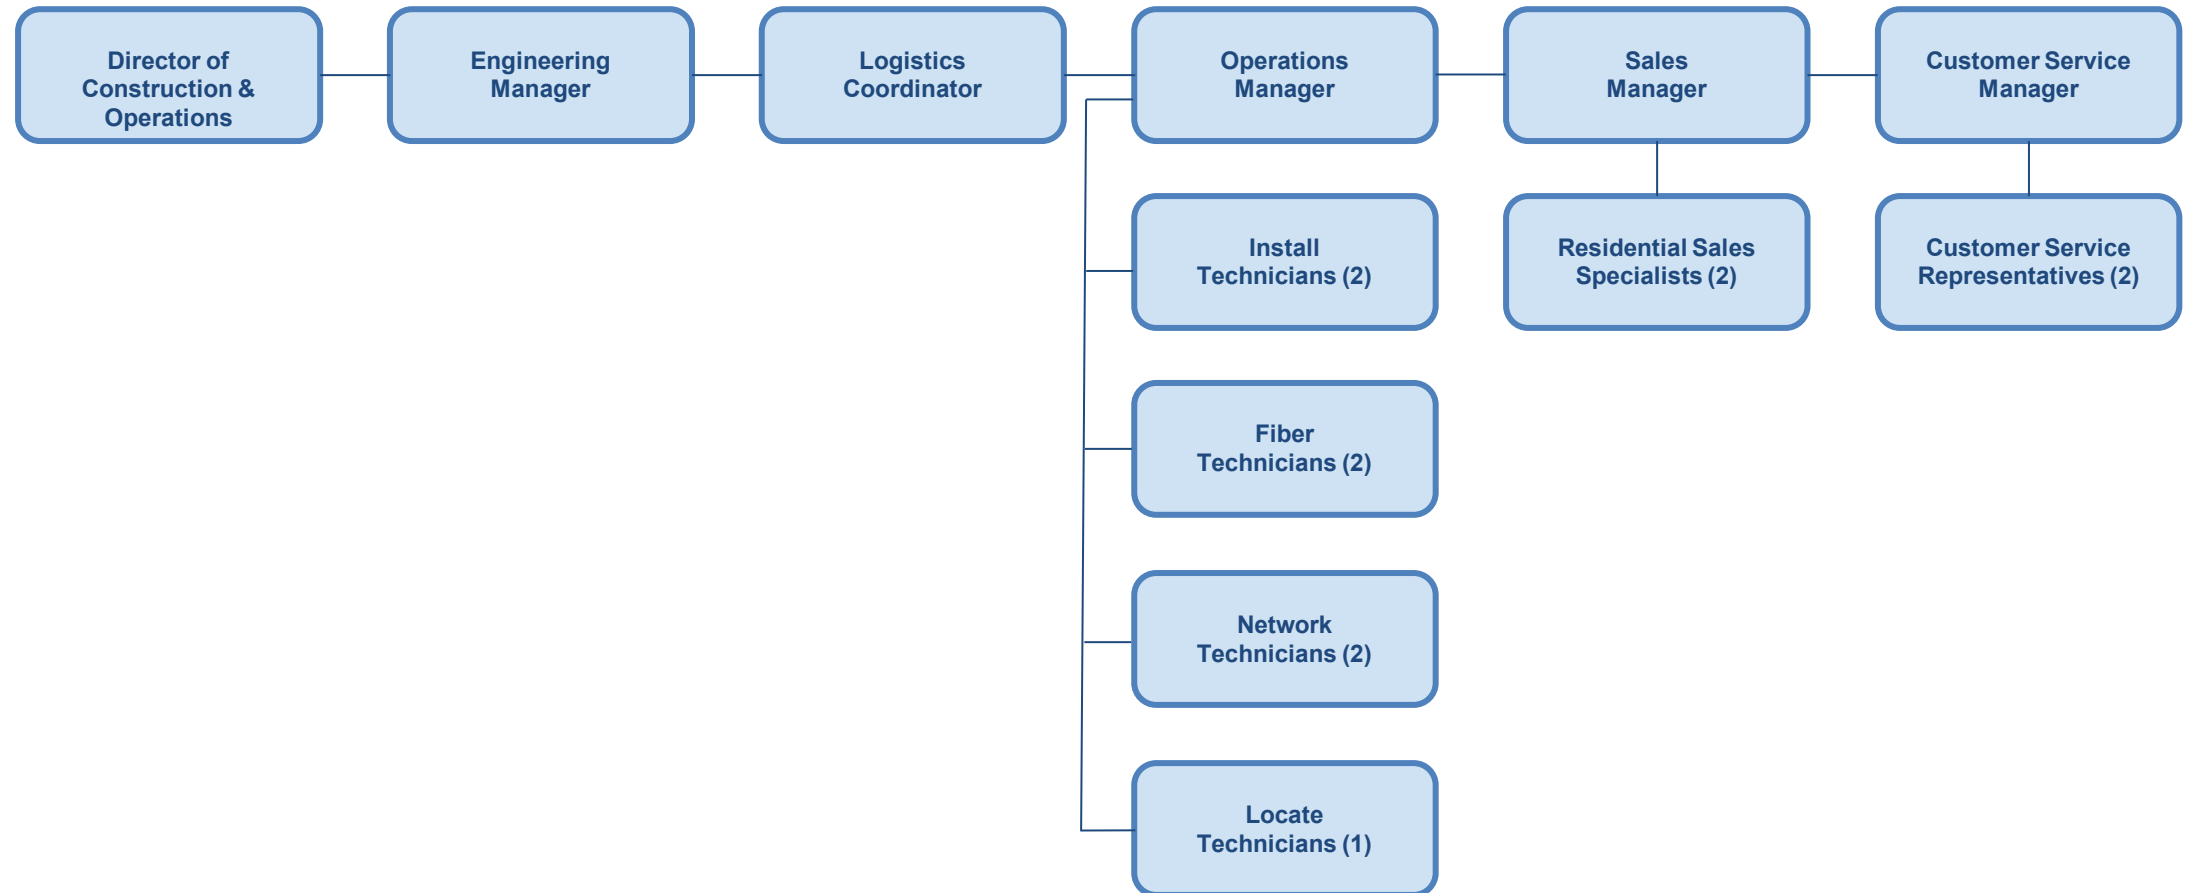 Director of
Construction &
Operations
Engineering
Manager
Logistics
Coordinator
Operations
Manager
Sales
Manager
Customer Service
Manager
Install
Technicians (2)
Residential Sales
Specialists (2)
Customer Service
Representatives (2)
Fiber
Technicians (2)
Network
Technicians (2)
Locate
Technicians (1)